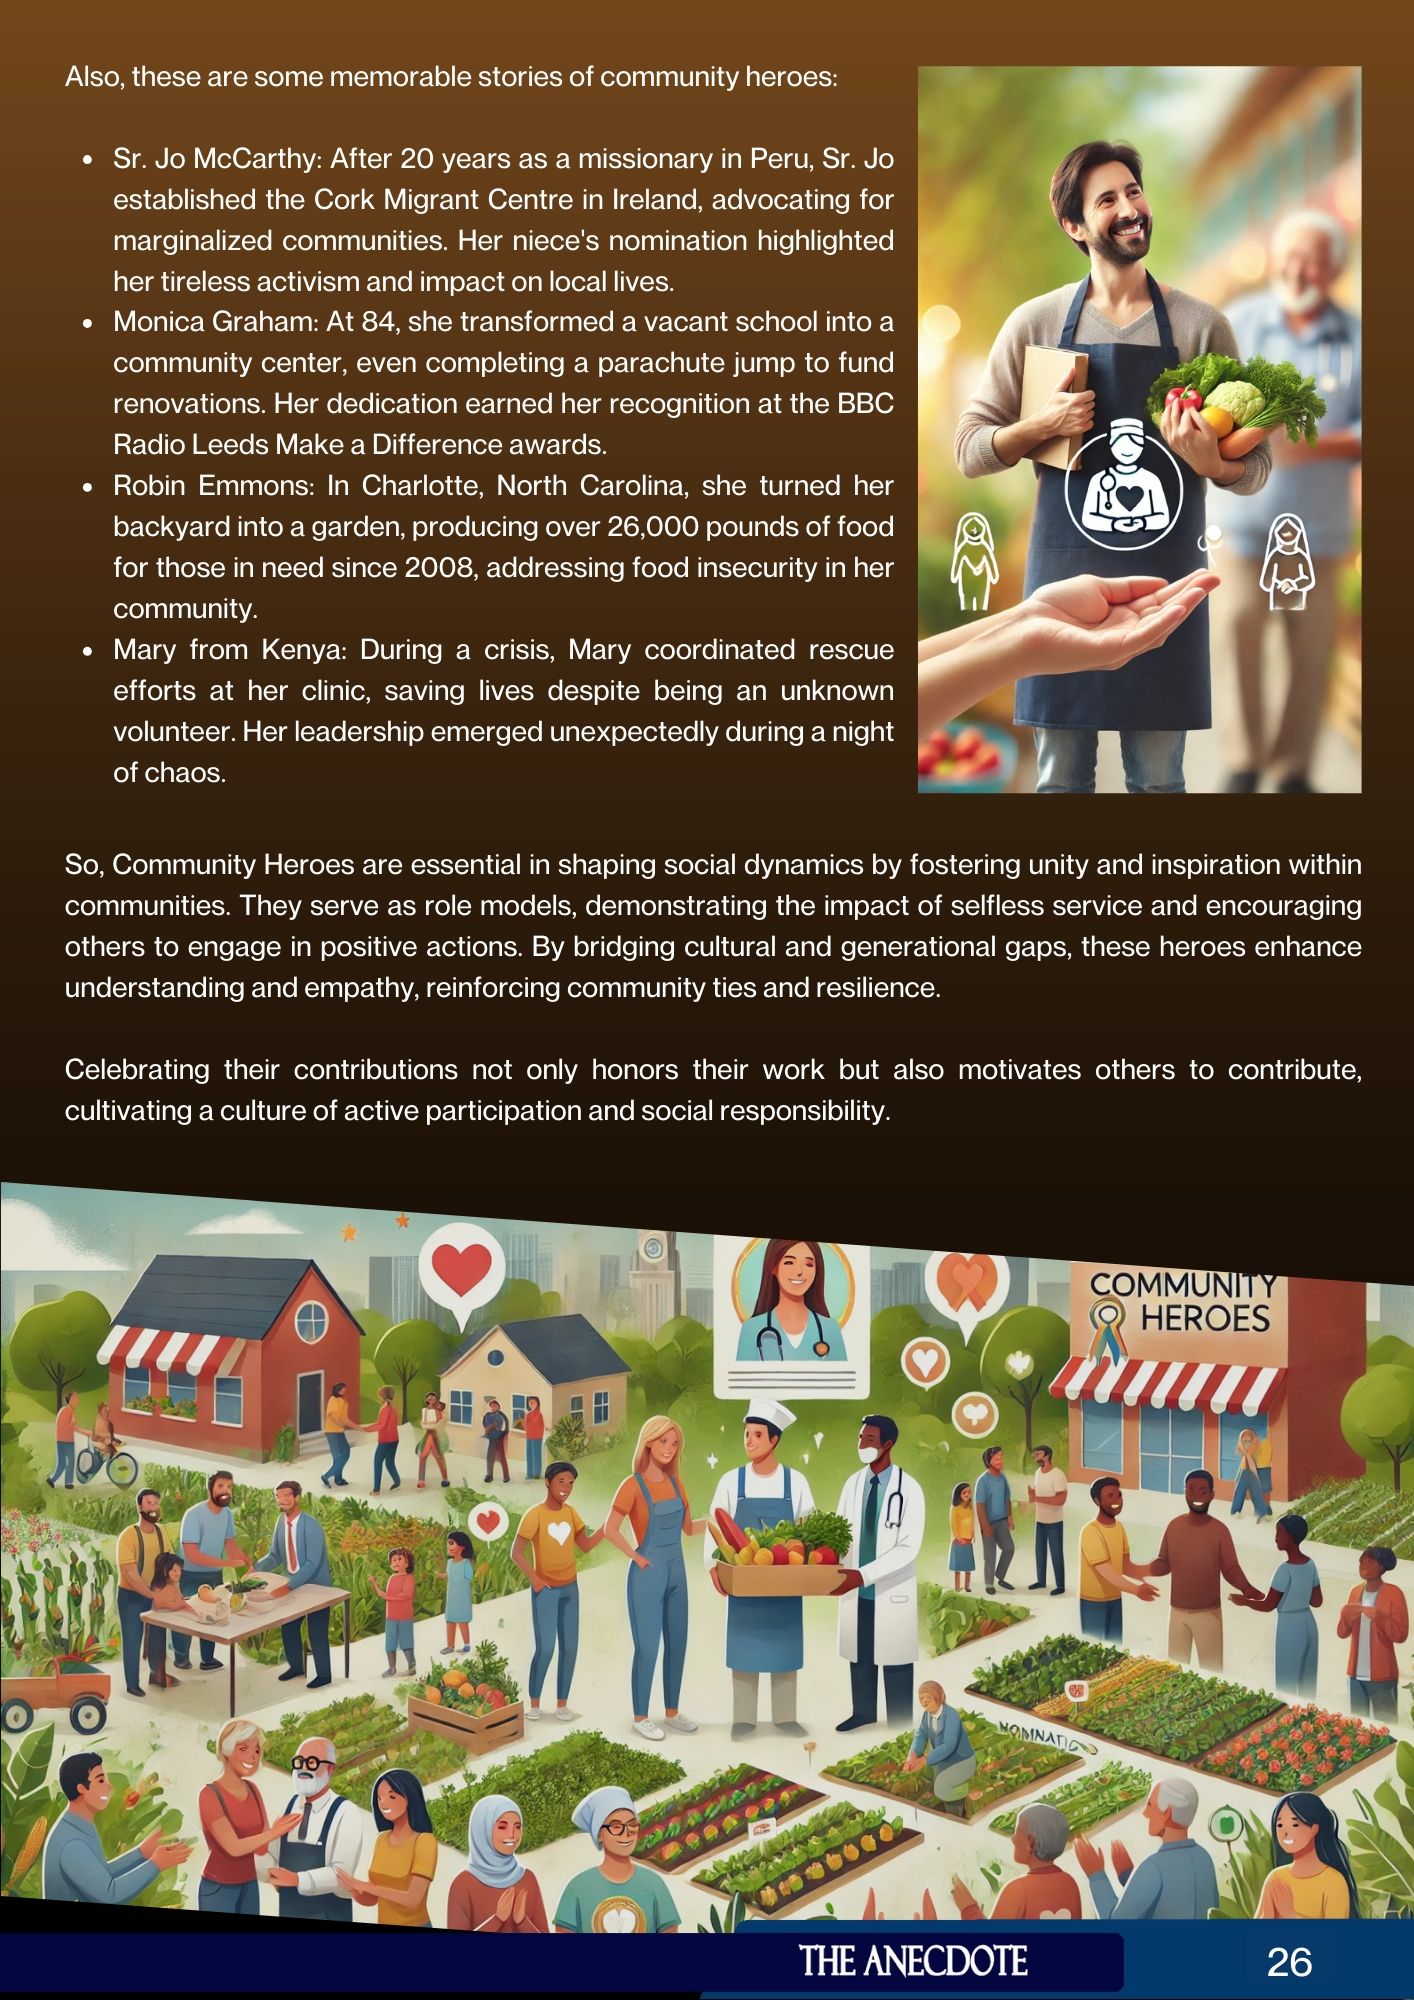 Also, these are some memorable stories of community heroes:
• Sr. Jo McCarthy: After 20 years as a missionary in Peru, Sr. Jo
established the Cork Migrant Centre in Ireland, advocating for
marginalized communities. Her niece's nomination highlighted
her tireless activism and impact on local lives.
• Monica Graham: At 84, she transformed a vacant school into a
community center, even completing a parachute jump to fund
renovations. Her dedication earned her recognition at the BBC
Radio Leeds Make a Difference awards.
• Robin Emmons: In Charlotte, North Carolina, she turned her
backyard into a garden, producing over 26,000 pounds of food
for those in need since 2008, addressing food insecurity in her
community.
• Mary from Kenya: During a crisis, Mary coordinated rescue
efforts at her clinic, saving lives despite being an unknown
volunteer. Her leadership emerged unexpectedly during a night
of chaos.
So, Community Heroes are essential in shaping social dynamics by fostering unity and inspiration within
communities. They serve as role models, demonstrating the impact of selfless service and encouraging
others to engage in positive actions. By bridging cultural and generational gaps, these heroes enhance
understanding and empathy, reinforcing community ties and resilience.
Celebrating their contributions not only honors their work but also motivates others to contribute,
cultivating a culture of active participation and social responsibility.
COMMUNITY
HEROES
THE ANECDOTE
26